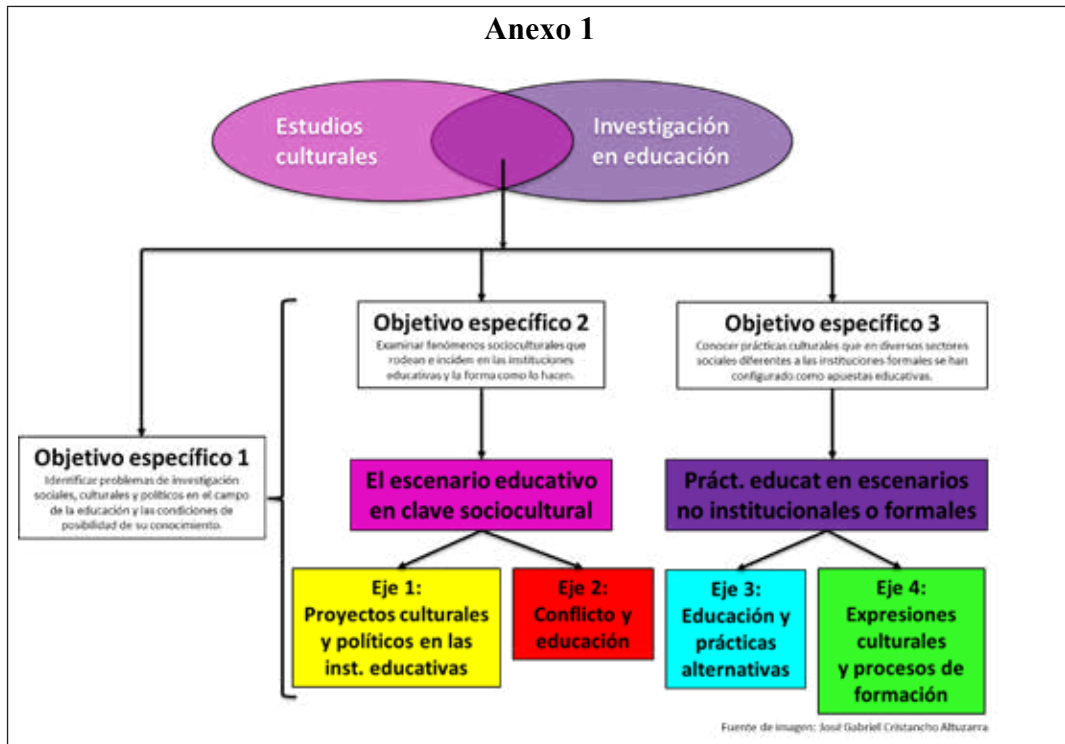 Anexo 1
Estudios
culturales
Investigación
en educación
Objetivo específico 1
Identificar problemas de investigación
sociales, culturales y políticos en el campo
de la educación y las condiciones de
posibilidad de su conocimiento.
Objetivo específico 2
Examinar fenómenos socioculturales que
rodean e inciden en las instituciones
educativas y la forma como lo hacen.
Objetivo específico 3
Conocer prácticas culturales que en diversos sectores
sociales diferentes a las instituciones formales se han
configurado como apuestas educativas.
El escenario educativo
en clave sociocultural
Práct. educat en escenarios
no institucionales o formales
Eje 1:
Proyectos culturales
y políticos en las
inst. educativas
Eje 2:
Conflicto y
educación
Eje 3:
Educación y
prácticas
alternativas
Eje 4:
Expresiones
culturales
y procesos de
formación
Fuente de imagen: José Gabriel Cristancho Altuzarra